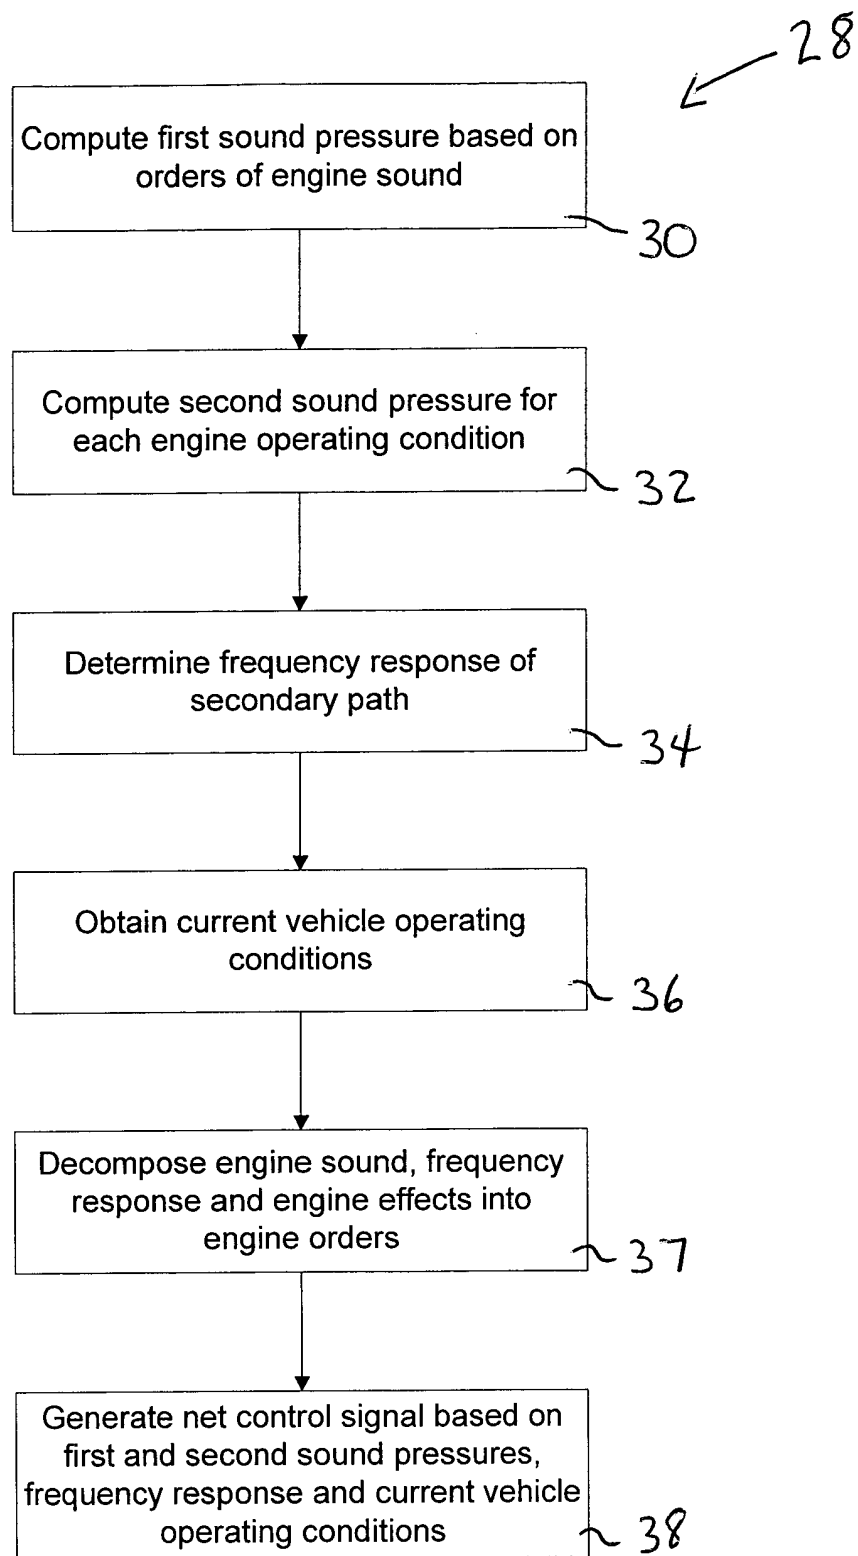 28
Compute first sound pressure based on
orders of engine sound
30
Compute second sound pressure for
each engine operating condition
32
Determine frequency response of
secondary path
34
Obtain current vehicle operating
conditions
36
Decompose engine sound, frequency
response and engine effects into
engine orders
37
Generate net control signal based on
first and second sound pressures,
frequency response and current vehicle
operating conditions
38